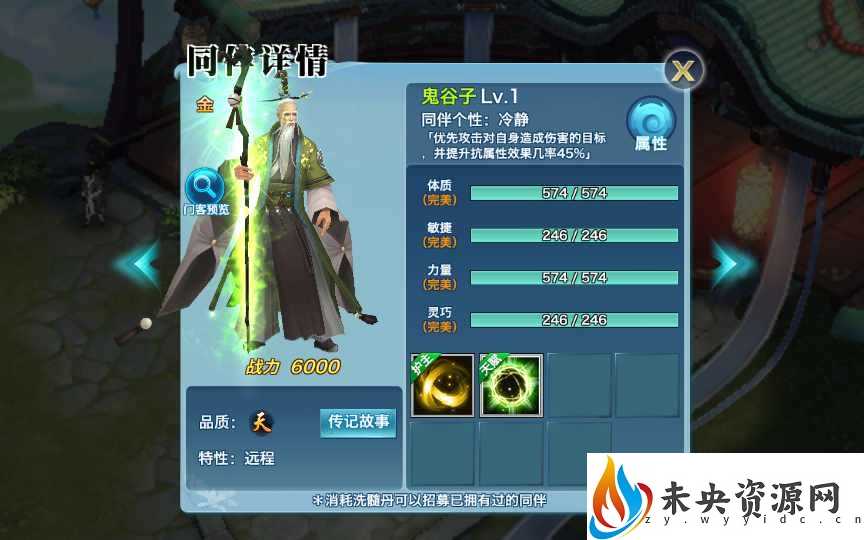 同伴详情
金
门客预览
战力 6000
品质：天
传记故事
特性：远程
鬼谷子 Lv.1
同伴个性：冷静
「优先攻击对自身造成伤害的目标
，并提升抗属性效果几率45%」
属性
体质
(完美)
574 / 574
敏捷
(完美)
246 / 246
力量
(完美)
574 / 574
灵巧
(完美)
246 / 246
护主
天赋
＊消耗洗髓丹可以招募已拥有过的同伴
未央资源网
zy.wyyidc.cn